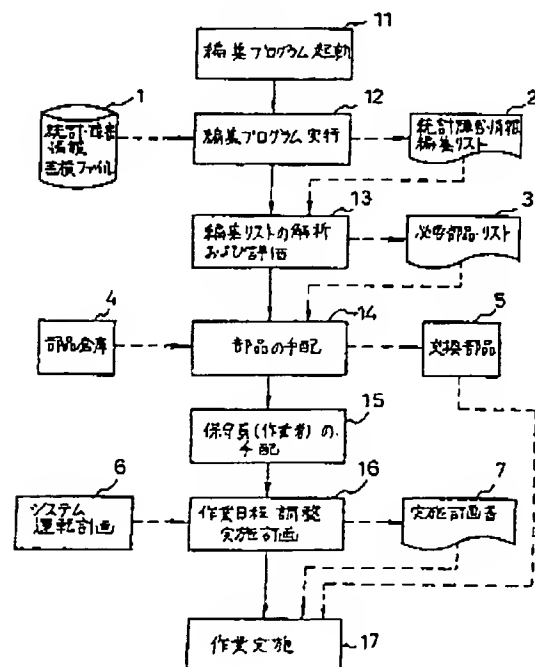 11
編集プログラム起動
1
12
2
統計・障害
情報
蓄積ファイル
編集プログラム実行
統計障害情報
編集リスト
13
3
編集リストの解析
および評価
必要部品リスト
4
14
5
部品倉庫
部品の手配
交換部品
15
保守員(作業者)の
手配
6
16
7
システム
運転計画
作業日程調整
実施計画
実施計画書
作業実施
17